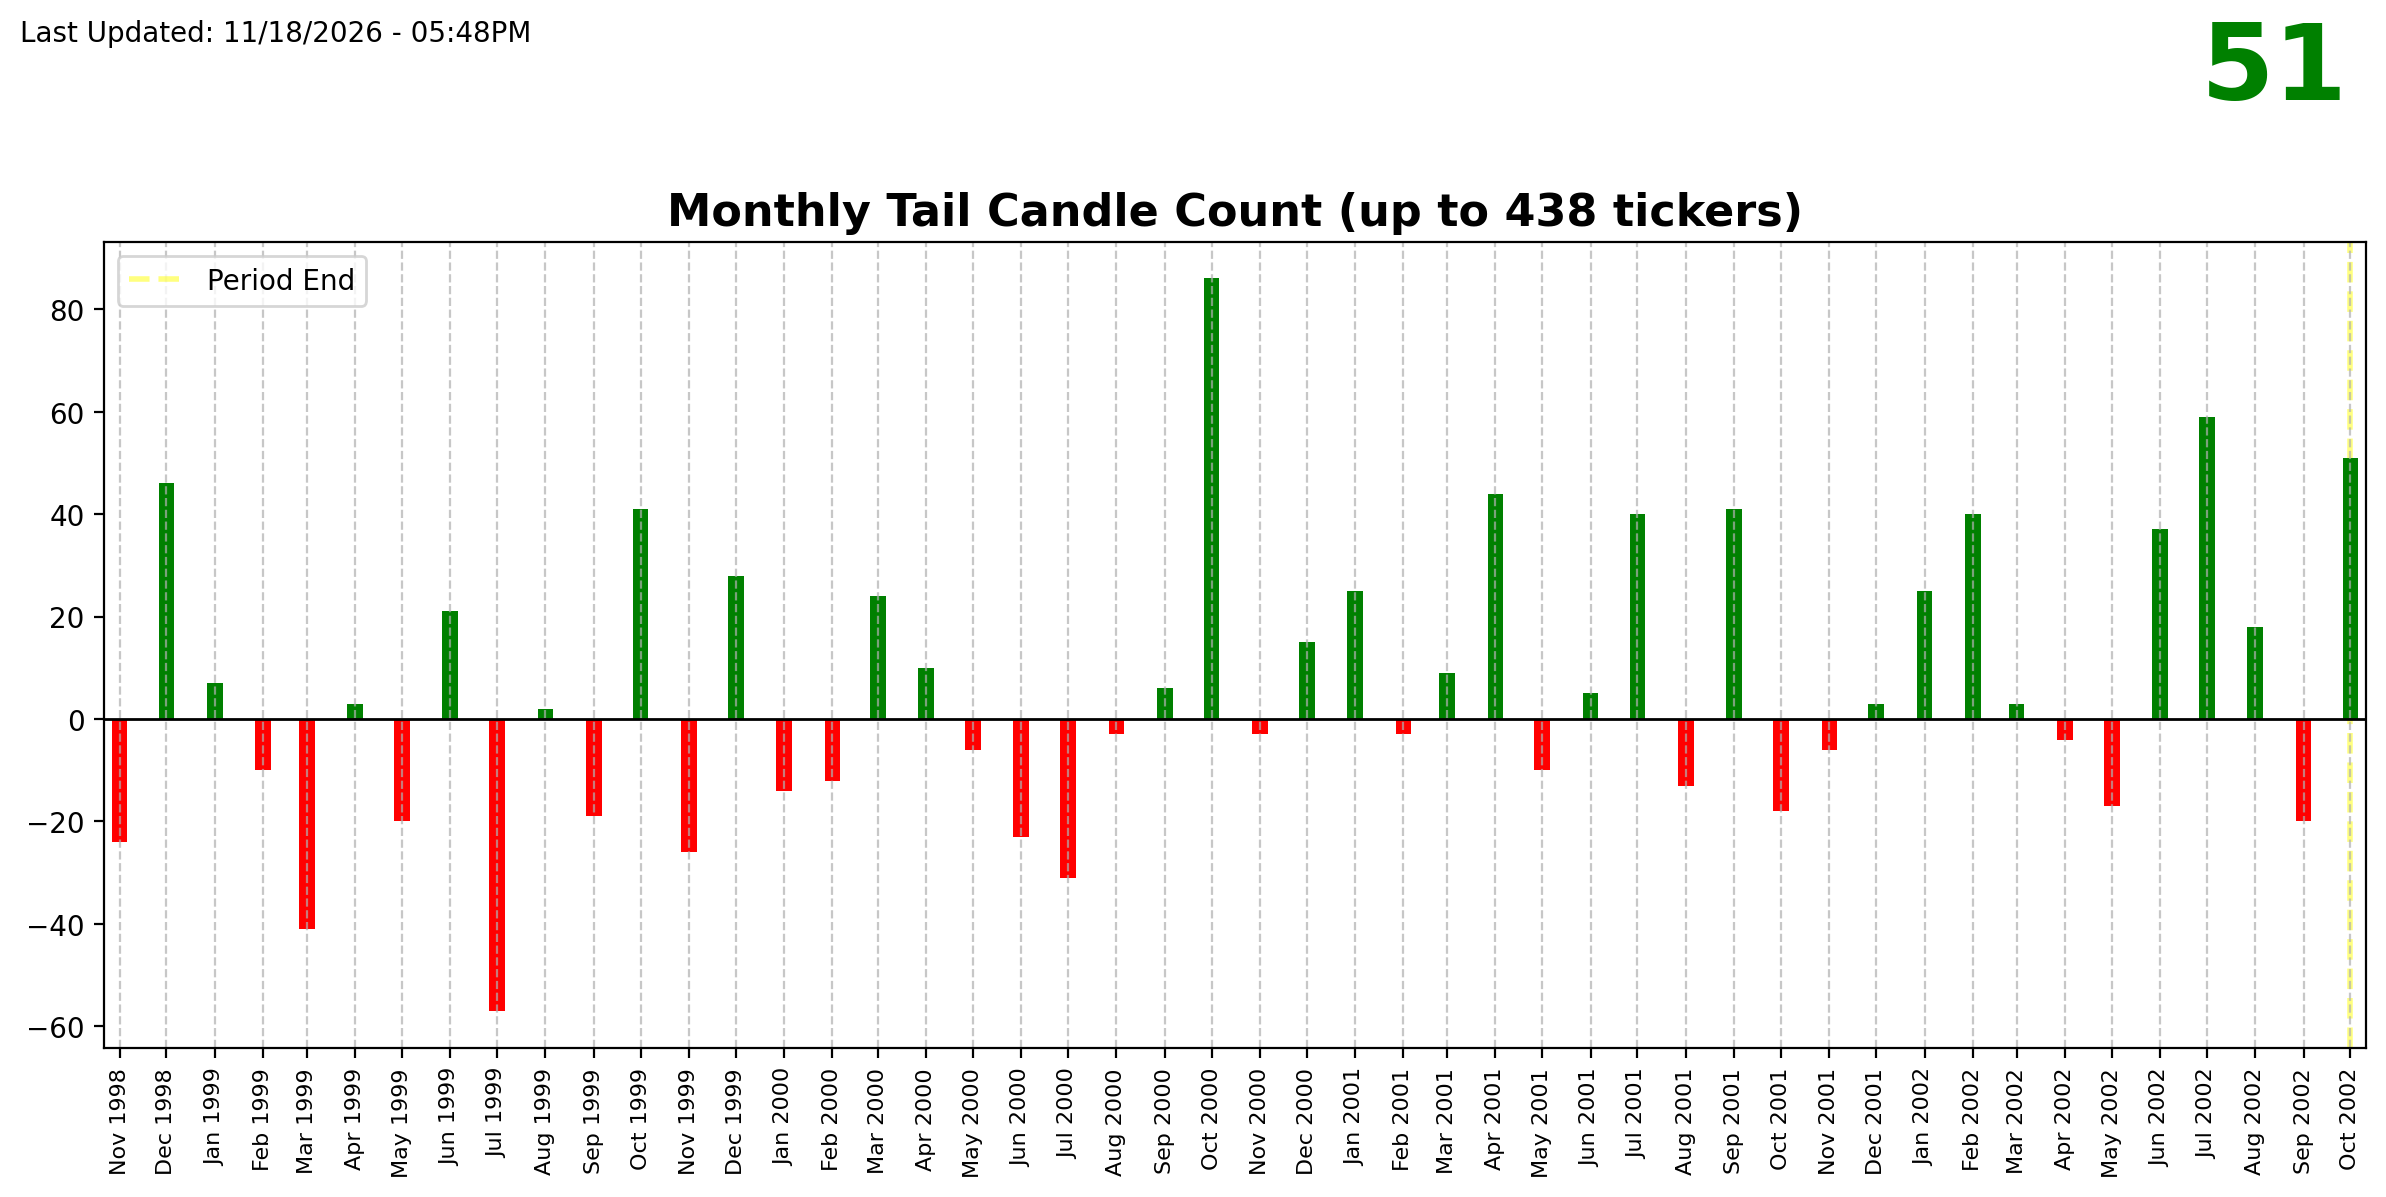 Last Updated: 11/18/2026 - 05:48PM
51
Monthly Tail Candle Count (up to 438 tickers)
Period End
80
60
40
20
0
−20
−40
−60
Nov 1998
Dec 1998
Jan 1999
Feb 1999
Mar 1999
Apr 1999
May 1999
Jun 1999
Jul 1999
Aug 1999
Sep 1999
Oct 1999
Nov 1999
Dec 1999
Jan 2000
Feb 2000
Mar 2000
Apr 2000
May 2000
Jun 2000
Jul 2000
Aug 2000
Sep 2000
Oct 2000
Nov 2000
Dec 2000
Jan 2001
Feb 2001
Mar 2001
Apr 2001
May 2001
Jun 2001
Jul 2001
Aug 2001
Sep 2001
Oct 2001
Nov 2001
Dec 2001
Jan 2002
Feb 2002
Mar 2002
Apr 2002
May 2002
Jun 2002
Jul 2002
Aug 2002
Sep 2002
Oct 2002